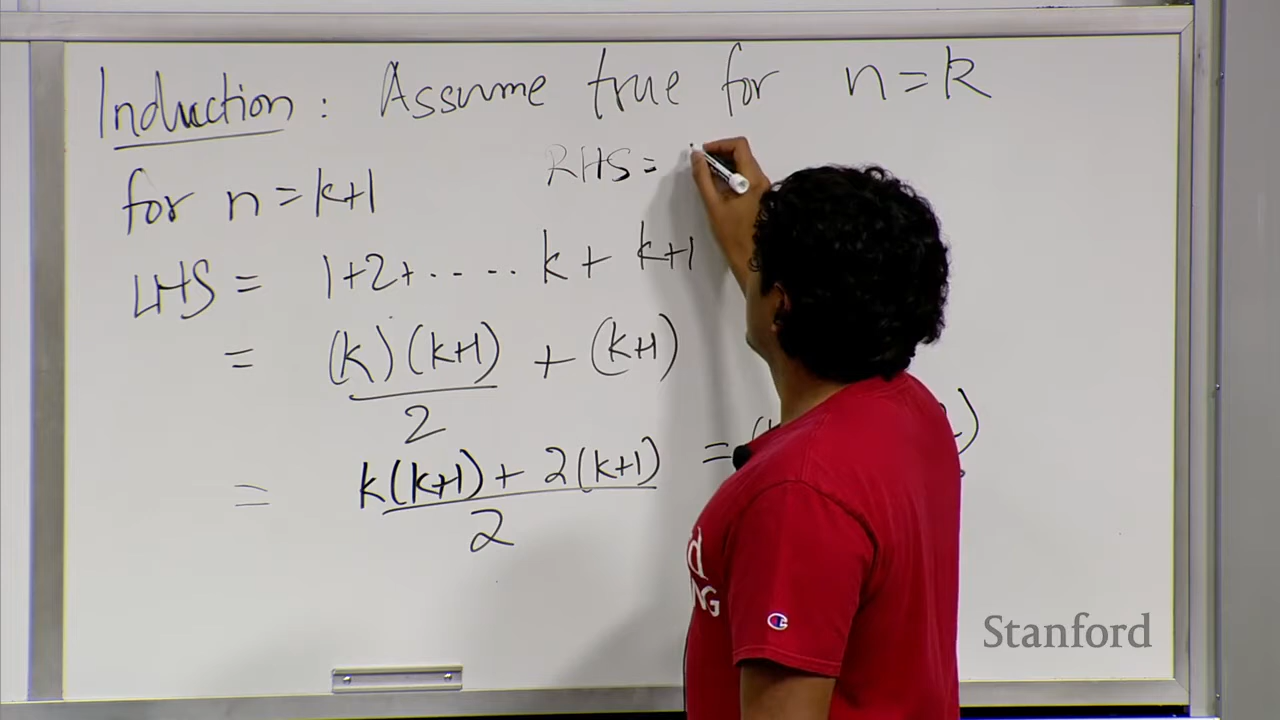 Induction: Assume true for n=k
for n=k+1 RHS=
LHS = 1+2+..... k + k+1
= (k)(k+1)/2 + (k+1)
= k(k+1) + 2(k+1)/2 = ( )
Stanford